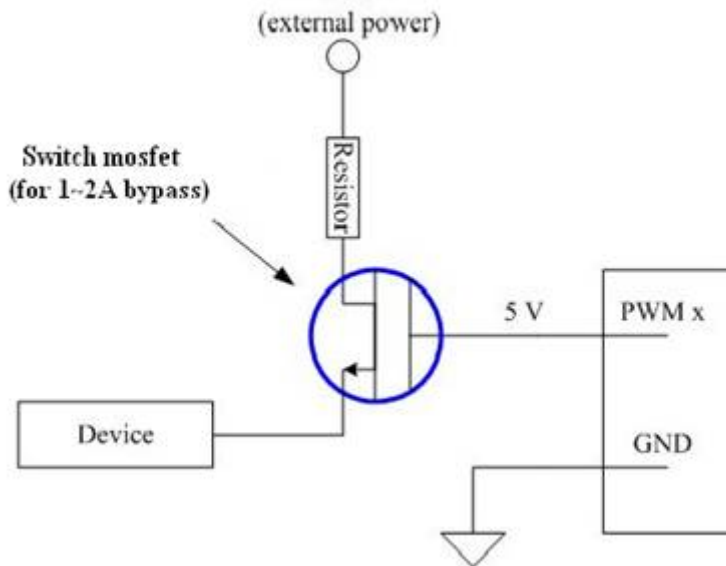 (external power)
Switch mosfet
(for 1~2A bypass)
Resistor
5 V
PWM x
Device
GND